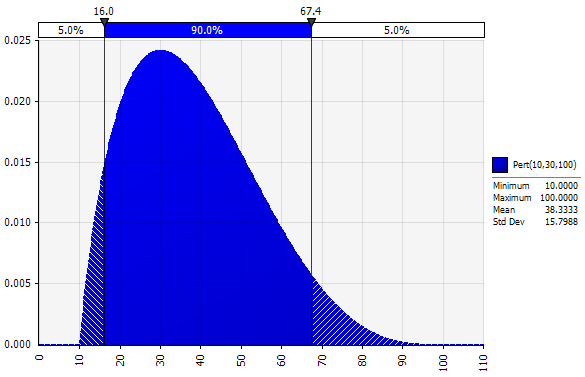 16.0 67.4
5.0% 90.0% 5.0%
0.025
0.020
0.015
0.010
0.005
0.000
0 10 20 30 40 50 60 70 80 90 100 110
Pert(10,30,100)
Minimum 10.0000
Maximum 100.0000
Mean 38.3333
Std Dev 15.7988